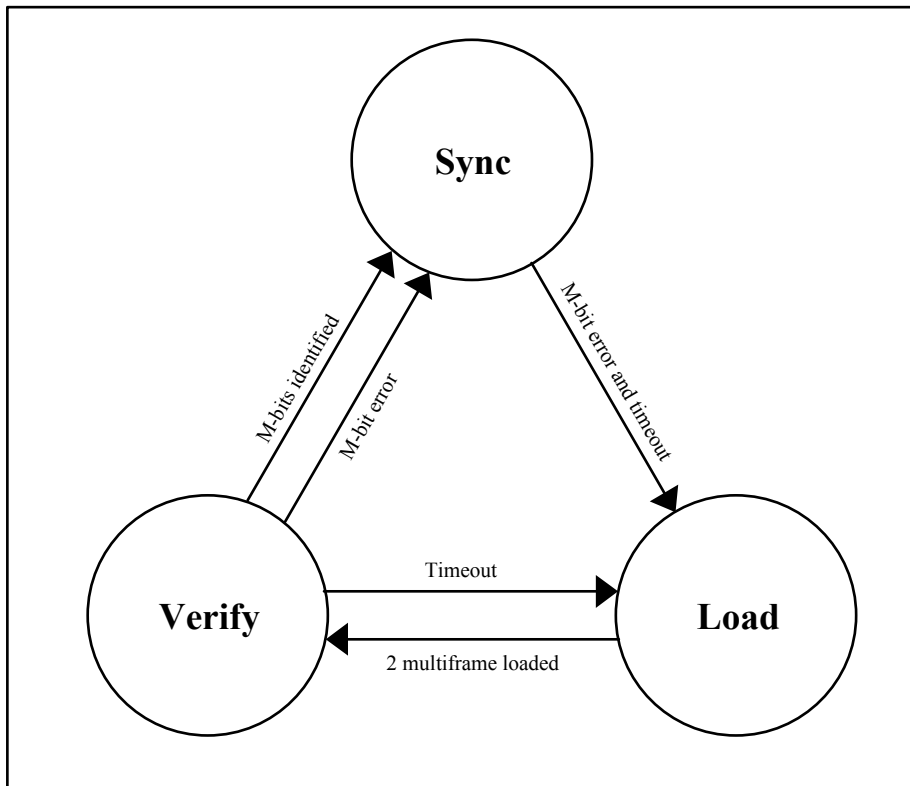 Sync
M-bits identified
M-bit error
M-bit error and timeout
Timeout
Verify
Load
2 multiframe loaded